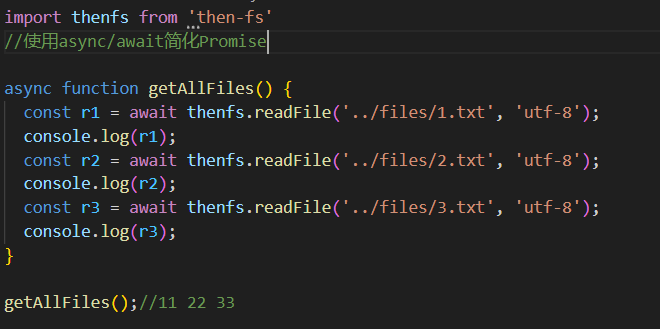 import thenfs from 'then-fs'
//使用async/await简化Promise
async function getAllFiles() {
const r1 = await thenfs.readFile('../files/1.txt', 'utf-8');
console.log(r1);
const r2 = await thenfs.readFile('../files/2.txt', 'utf-8');
console.log(r2);
const r3 = await thenfs.readFile('../files/3.txt', 'utf-8');
console.log(r3);
}
getAllFiles();//11 22 33